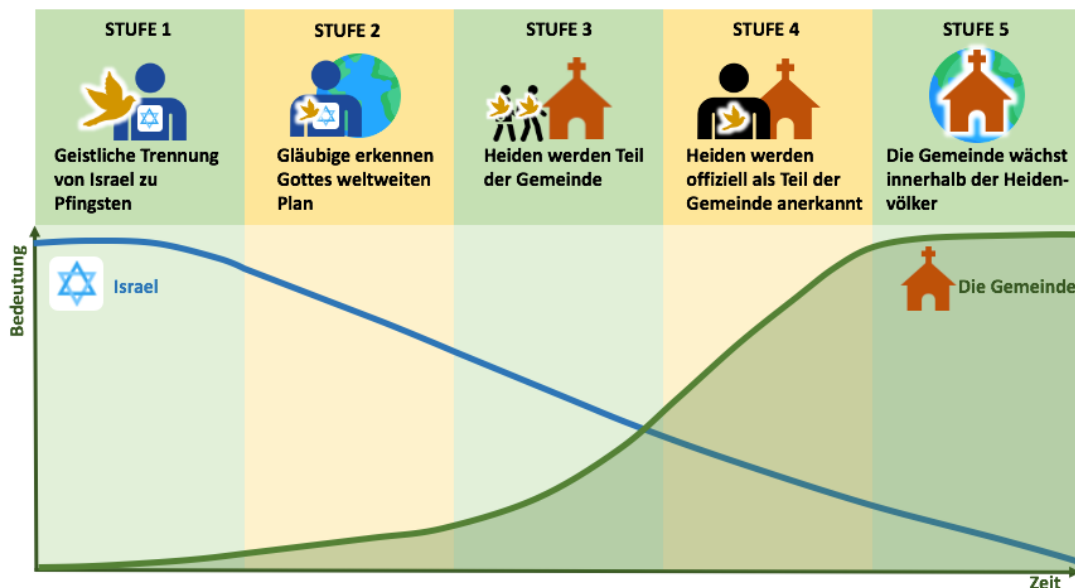 STUFE 1
Geistliche Trennung
von Israel zu
Pfingsten
STUFE 2
Gläubige erkennen
Gottes weltweiten
Plan
STUFE 3
Heiden werden Teil
der Gemeinde
STUFE 4
Heiden werden
offiziell als Teil der
Gemeinde anerkannt
STUFE 5
Die Gemeinde wächst
innerhalb der Heiden-
völker
Bedeutung
Israel
Die Gemeinde
Zeit